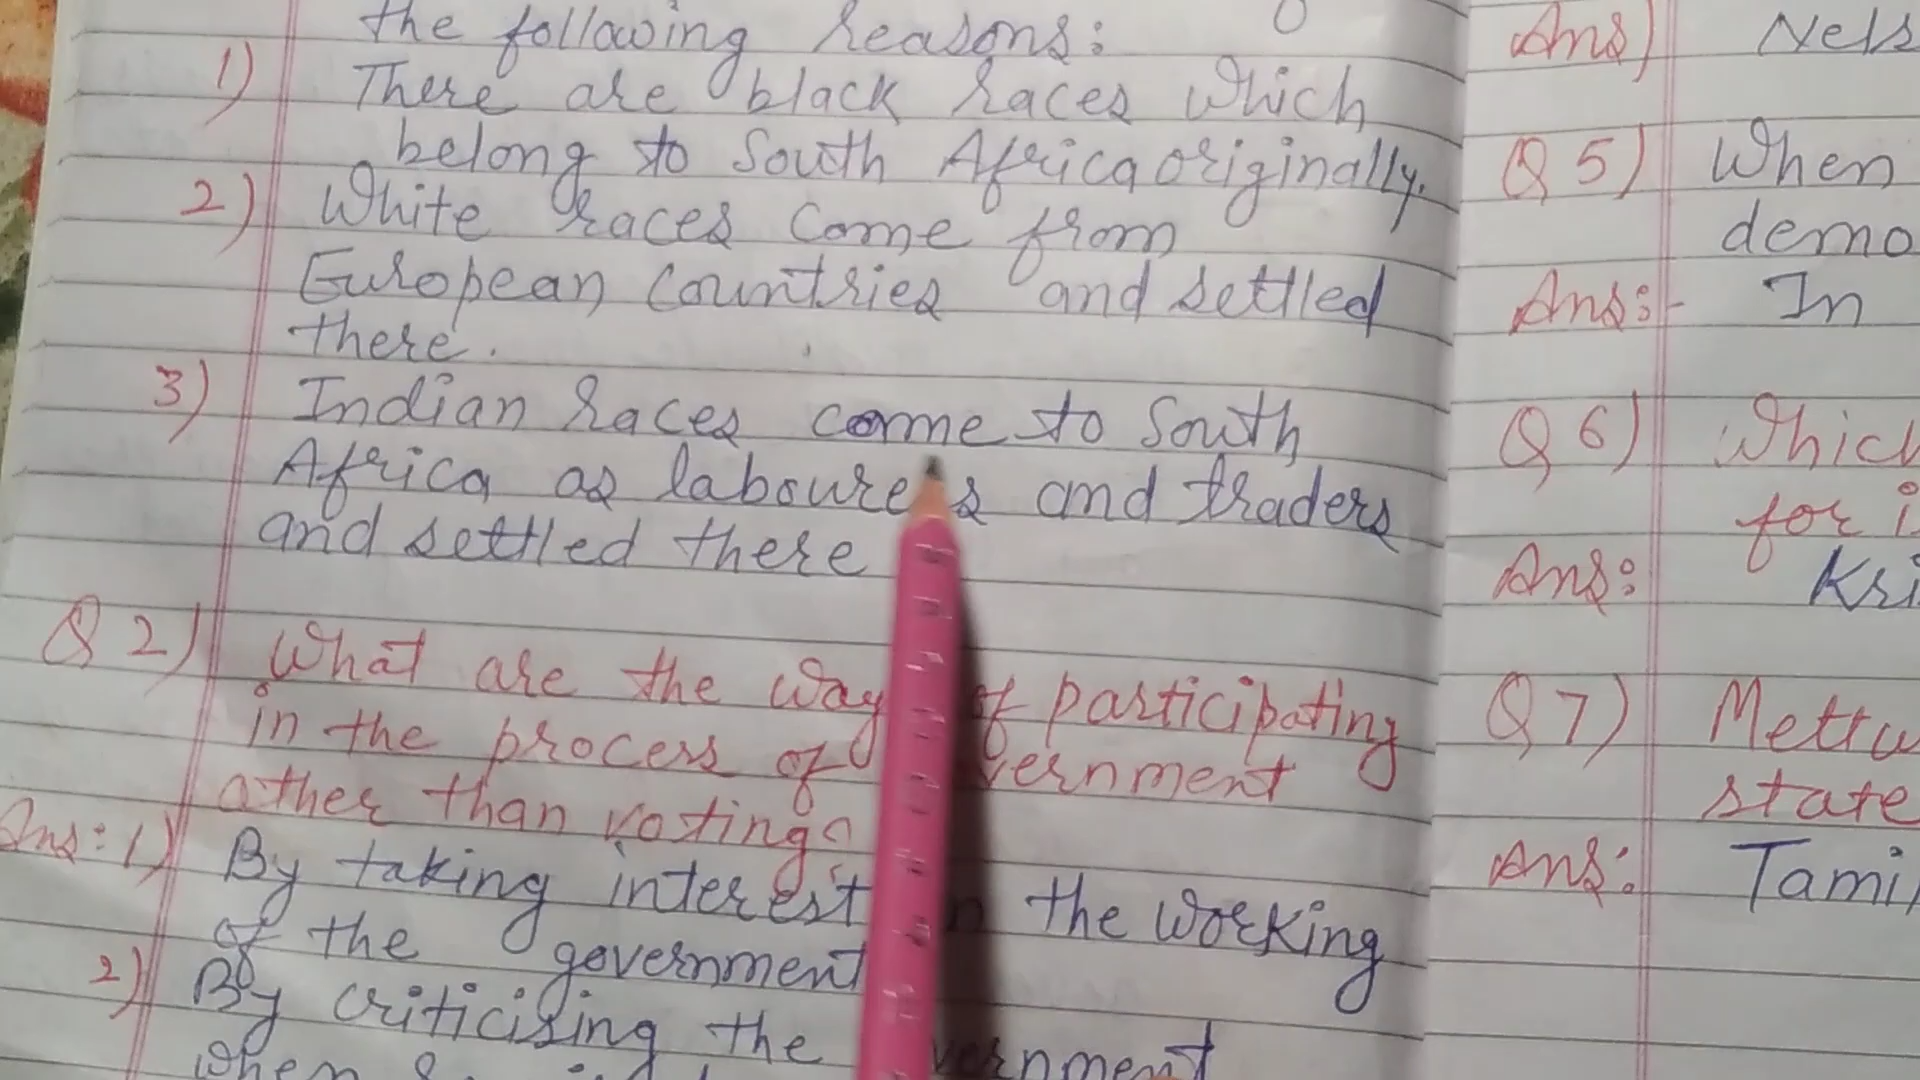 the following reasons:
1) There are black races which
belong to South Africa originally.
2) White races come from
European countries and settled
there.
3) Indian races come to South
Africa as laboure s and traders
and settled there
Q 2) What are the way of participating
in the process of vernment
other than voting?
Ans: 1) By taking interest the working
of the government
2) By criticising the vernment
when
Ans) Nels
Q 5) When
demo
Ans:- In
Q 6) Which
for i
Ans: Kri
Q 7) Mettu
state
Ans: Tamil